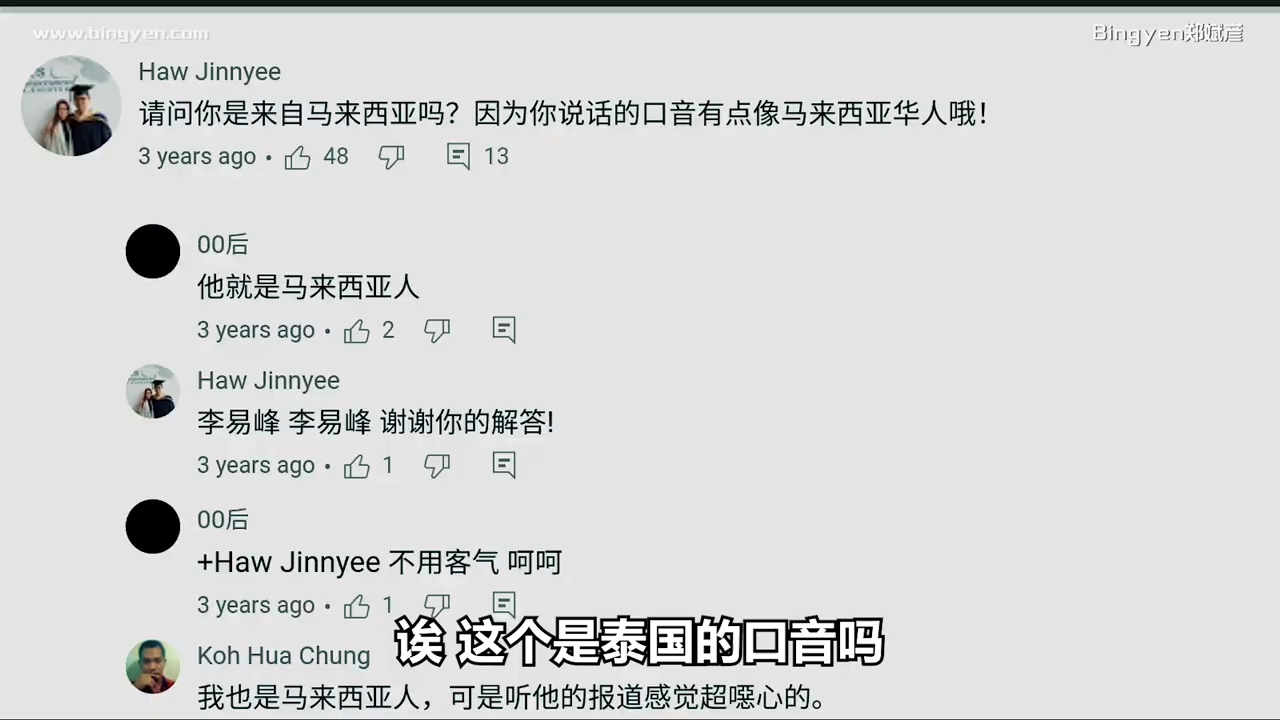 www.bingyen.com
Bingyen郑斌彦
Haw Jinnyee
请问你是来自马来西亚吗？因为你说话的口音有点像马来西亚华人哦！
3 years ago • 48 13
00后
他就是马来西亚人
3 years ago • 2
Haw Jinnyee
李易峰 李易峰 谢谢你的解答!
3 years ago • 1
00后
+Haw Jinnyee 不用客气 呵呵
3 years ago • 1
诶 这个是泰国的口音吗
Koh Hua Chung
我也是马来西亚人，可是听他的报道感觉超噁心的。